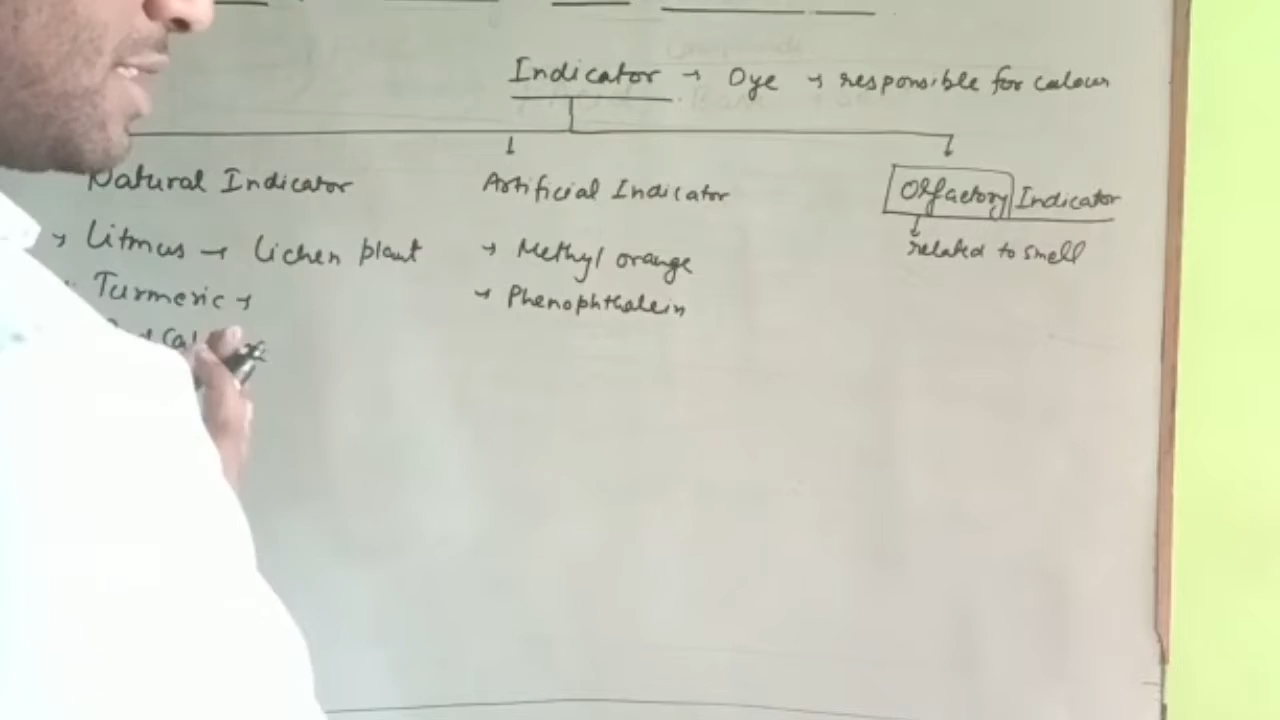 Indicator → Dye → responsible for colour
Natural Indicator
Artificial Indicator
Olfactory Indicator
→ Litmus → Lichen plant
→ Methyl orange
related to smell
Turmeric →
→ Phenophthalein